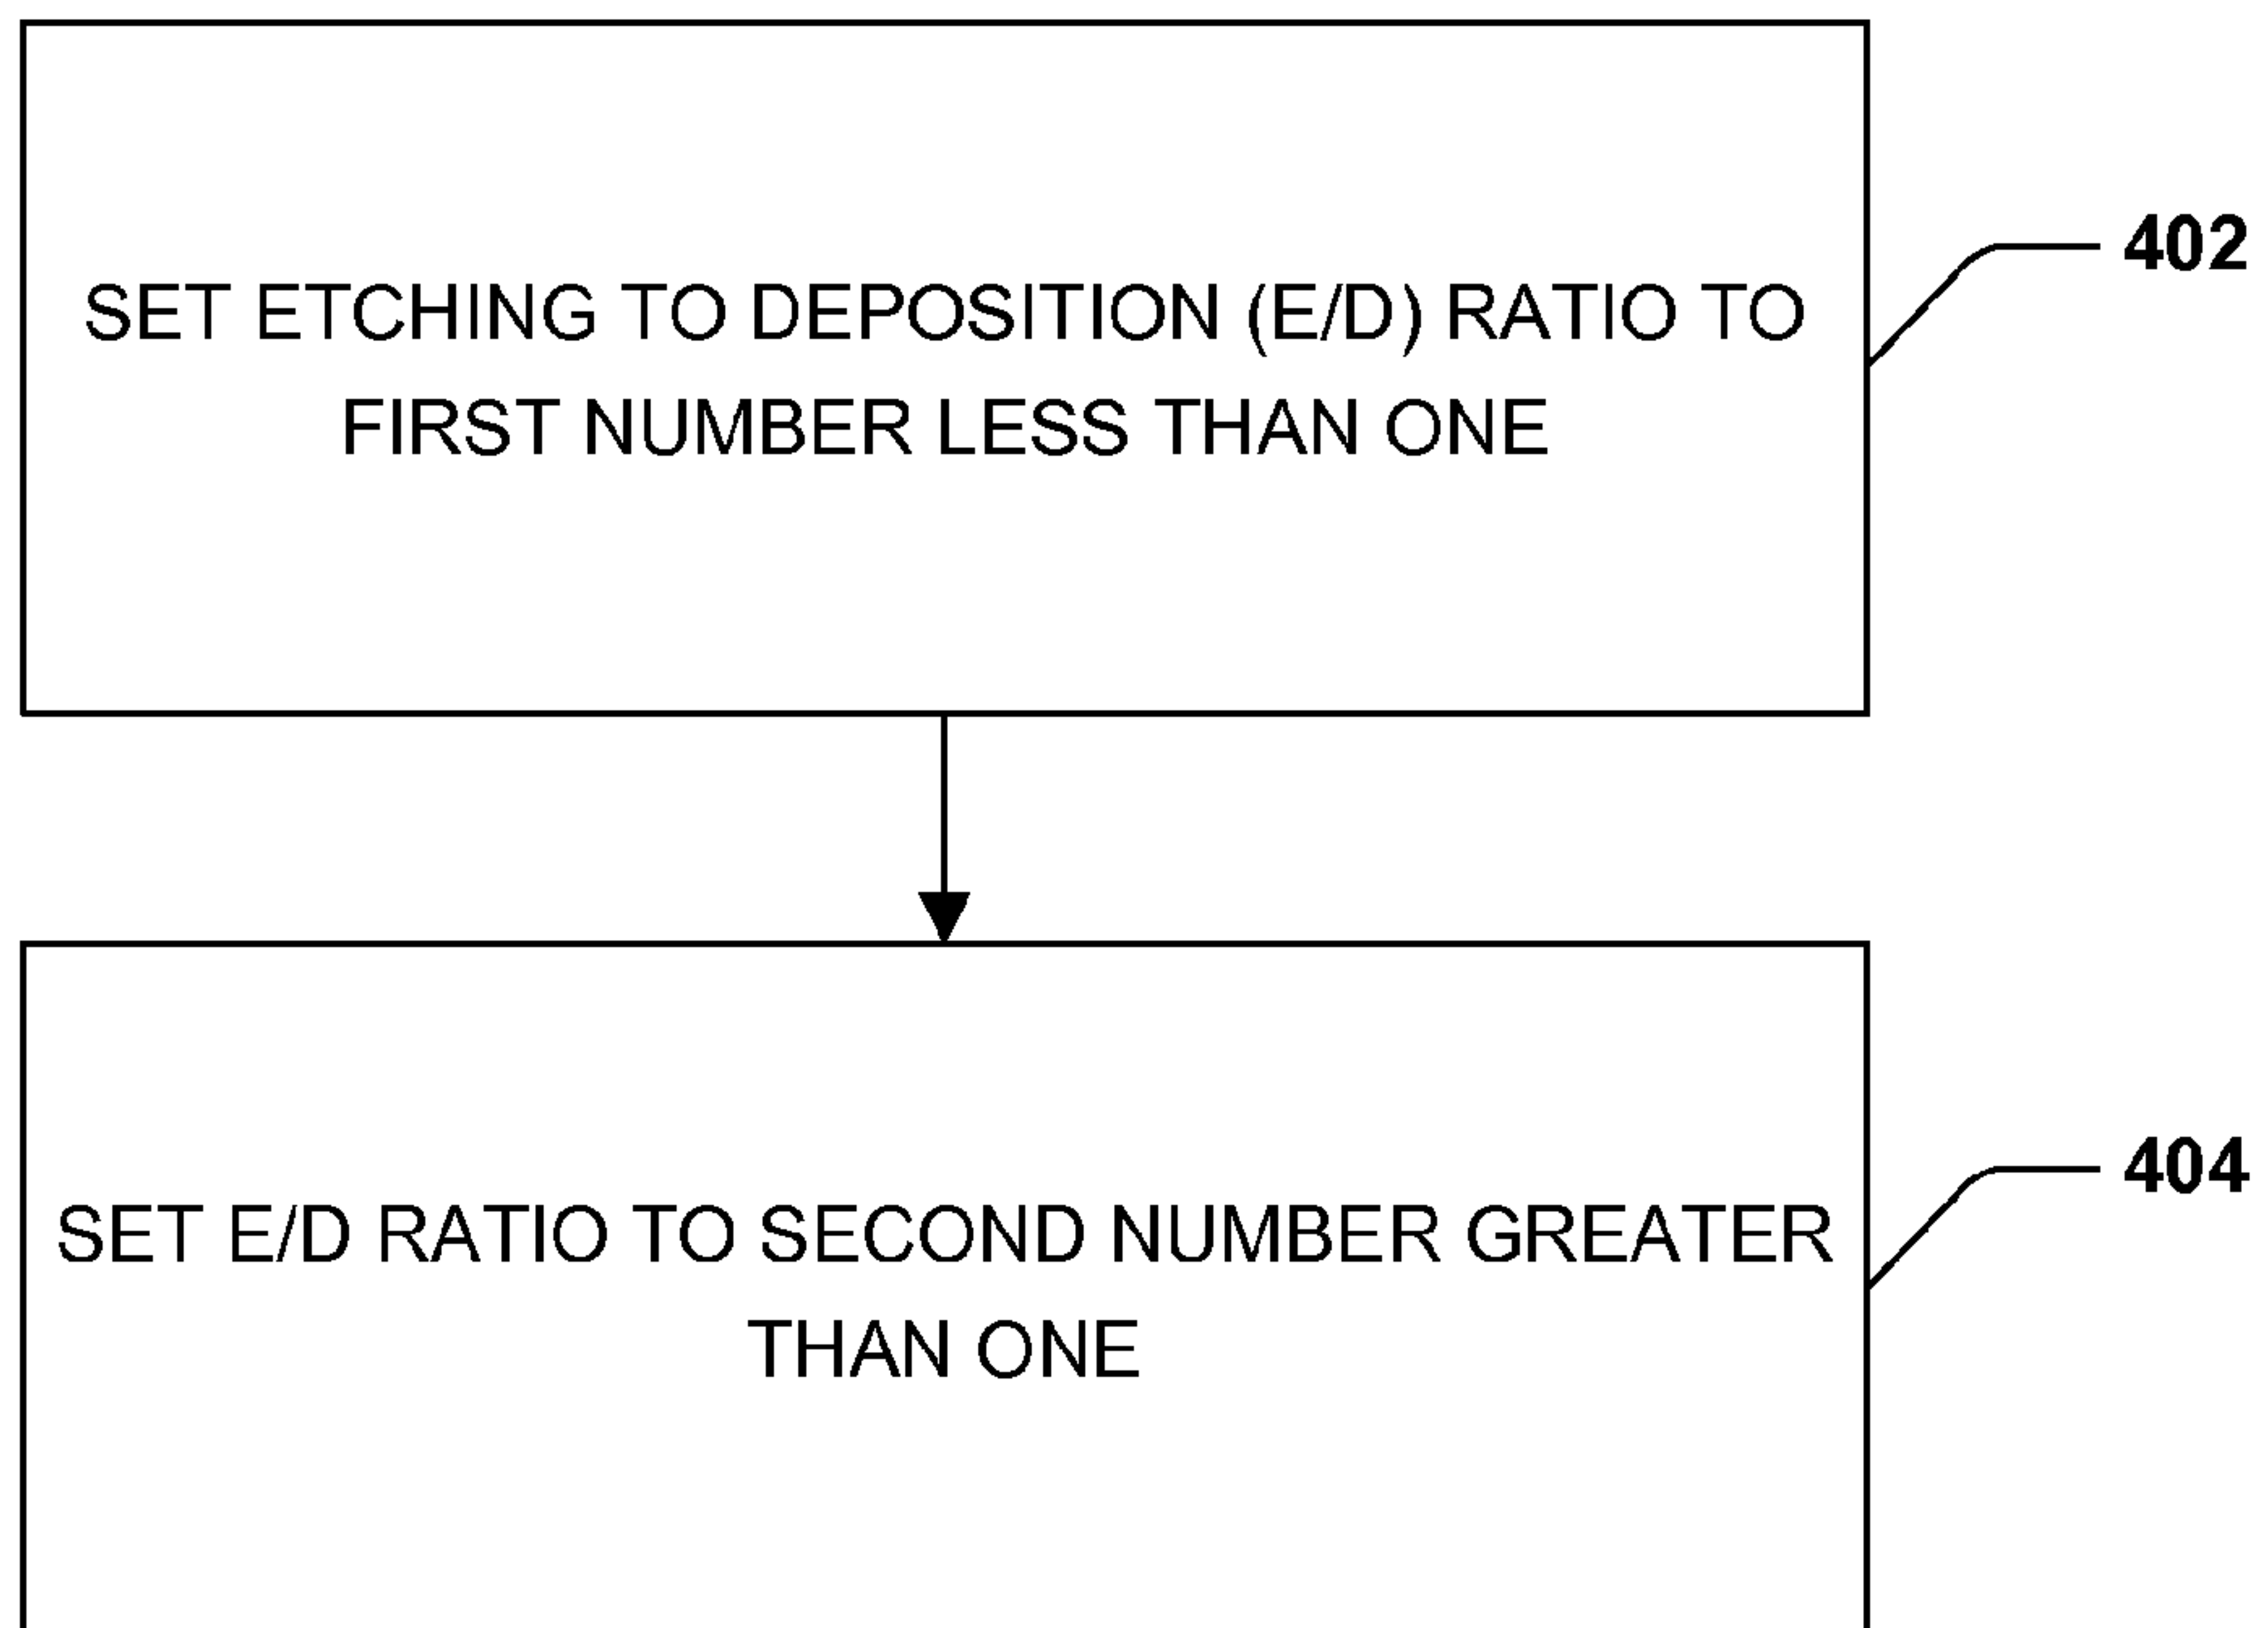 402
SET ETCHING TO DEPOSITION (E/D) RATIO TO
FIRST NUMBER LESS THAN ONE
404
SET E/D RATIO TO SECOND NUMBER GREATER
THAN ONE